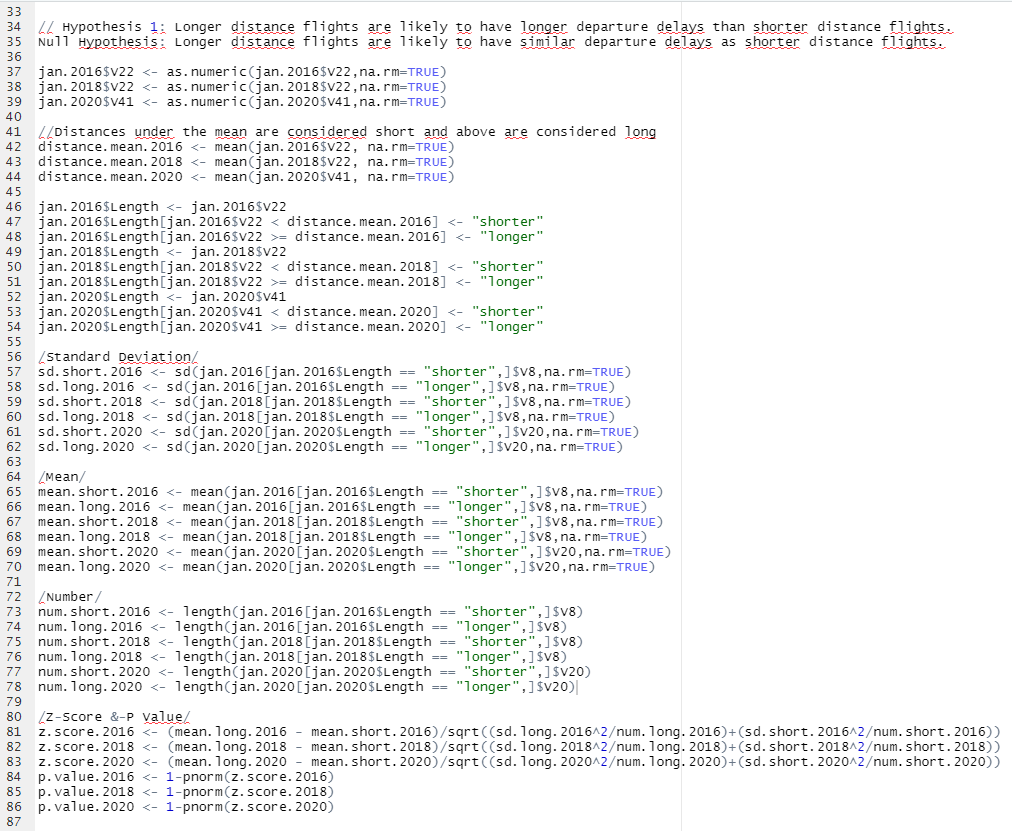 33
34 // Hypothesis 1: Longer distance flights are likely to have longer departure delays than shorter distance flights.
35 Null Hypothesis: Longer distance flights are likely to have similar departure delays as shorter distance flights.
36
37 jan.2016$V22 <- as.numeric(jan.2016$V22,na.rm=TRUE)
38 jan.2018$V22 <- as.numeric(jan.2018$V22,na.rm=TRUE)
39 jan.2020$V41 <- as.numeric(jan.2020$V41,na.rm=TRUE)
40
41 //Distances under the mean are considered short and above are considered long
42 distance.mean.2016 <- mean(jan.2016$V22, na.rm=TRUE)
43 distance.mean.2018 <- mean(jan.2018$V22, na.rm=TRUE)
44 distance.mean.2020 <- mean(jan.2020$V41, na.rm=TRUE)
45
46 jan.2016$Length <- jan.2016$V22
47 jan.2016$Length[jan.2016$V22 < distance.mean.2016] <- "shorter"
48 jan.2016$Length[jan.2016$V22 >= distance.mean.2016] <- "longer"
49 jan.2018$Length <- jan.2018$V22
50 jan.2018$Length[jan.2018$V22 < distance.mean.2018] <- "shorter"
51 jan.2018$Length[jan.2018$V22 >= distance.mean.2018] <- "longer"
52 jan.2020$Length <- jan.2020$V41
53 jan.2020$Length[jan.2020$V41 < distance.mean.2020] <- "shorter"
54 jan.2020$Length[jan.2020$V41 >= distance.mean.2020] <- "longer"
55
56 /Standard Deviation/
57 sd.short.2016 <- sd(jan.2016[jan.2016$Length == "shorter",]$V8,na.rm=TRUE)
58 sd.long.2016 <- sd(jan.2016[jan.2016$Length == "longer",]$V8,na.rm=TRUE)
59 sd.short.2018 <- sd(jan.2018[jan.2018$Length == "shorter",]$V8,na.rm=TRUE)
60 sd.long.2018 <- sd(jan.2018[jan.2018$Length == "longer",]$V8,na.rm=TRUE)
61 sd.short.2020 <- sd(jan.2020[jan.2020$Length == "shorter",]$V20,na.rm=TRUE)
62 sd.long.2020 <- sd(jan.2020[jan.2020$Length == "longer",]$V20,na.rm=TRUE)
63
64 /Mean/
65 mean.short.2016 <- mean(jan.2016[jan.2016$Length == "shorter",]$V8,na.rm=TRUE)
66 mean.long.2016 <- mean(jan.2016[jan.2016$Length == "longer",]$V8,na.rm=TRUE)
67 mean.short.2018 <- mean(jan.2018[jan.2018$Length == "shorter",]$V8,na.rm=TRUE)
68 mean.long.2018 <- mean(jan.2018[jan.2018$Length == "longer",]$V8,na.rm=TRUE)
69 mean.short.2020 <- mean(jan.2020[jan.2020$Length == "shorter",]$V20,na.rm=TRUE)
70 mean.long.2020 <- mean(jan.2020[jan.2020$Length == "longer",]$V20,na.rm=TRUE)
71
72 /Number/
73 num.short.2016 <- length(jan.2016[jan.2016$Length == "shorter",]$V8)
74 num.long.2016 <- length(jan.2016[jan.2016$Length == "longer",]$V8)
75 num.short.2018 <- length(jan.2018[jan.2018$Length == "shorter",]$V8)
76 num.long.2018 <- length(jan.2018[jan.2018$Length == "longer",]$V8)
77 num.short.2020 <- length(jan.2020[jan.2020$Length == "shorter",]$V20)
78 num.long.2020 <- length(jan.2020[jan.2020$Length == "longer",]$V20)
79
80 /Z-Score &-P Value/
81 z.score.2016 <- (mean.long.2016 - mean.short.2016)/sqrt((sd.long.2016^2/num.long.2016)+(sd.short.2016^2/num.short.2016))
82 z.score.2018 <- (mean.long.2018 - mean.short.2018)/sqrt((sd.long.2018^2/num.long.2018)+(sd.short.2018^2/num.short.2018))
83 z.score.2020 <- (mean.long.2020 - mean.short.2020)/sqrt((sd.long.2020^2/num.long.2020)+(sd.short.2020^2/num.short.2020))
84 p.value.2016 <- 1-pnorm(z.score.2016)
85 p.value.2018 <- 1-pnorm(z.score.2018)
86 p.value.2020 <- 1-pnorm(z.score.2020)
87